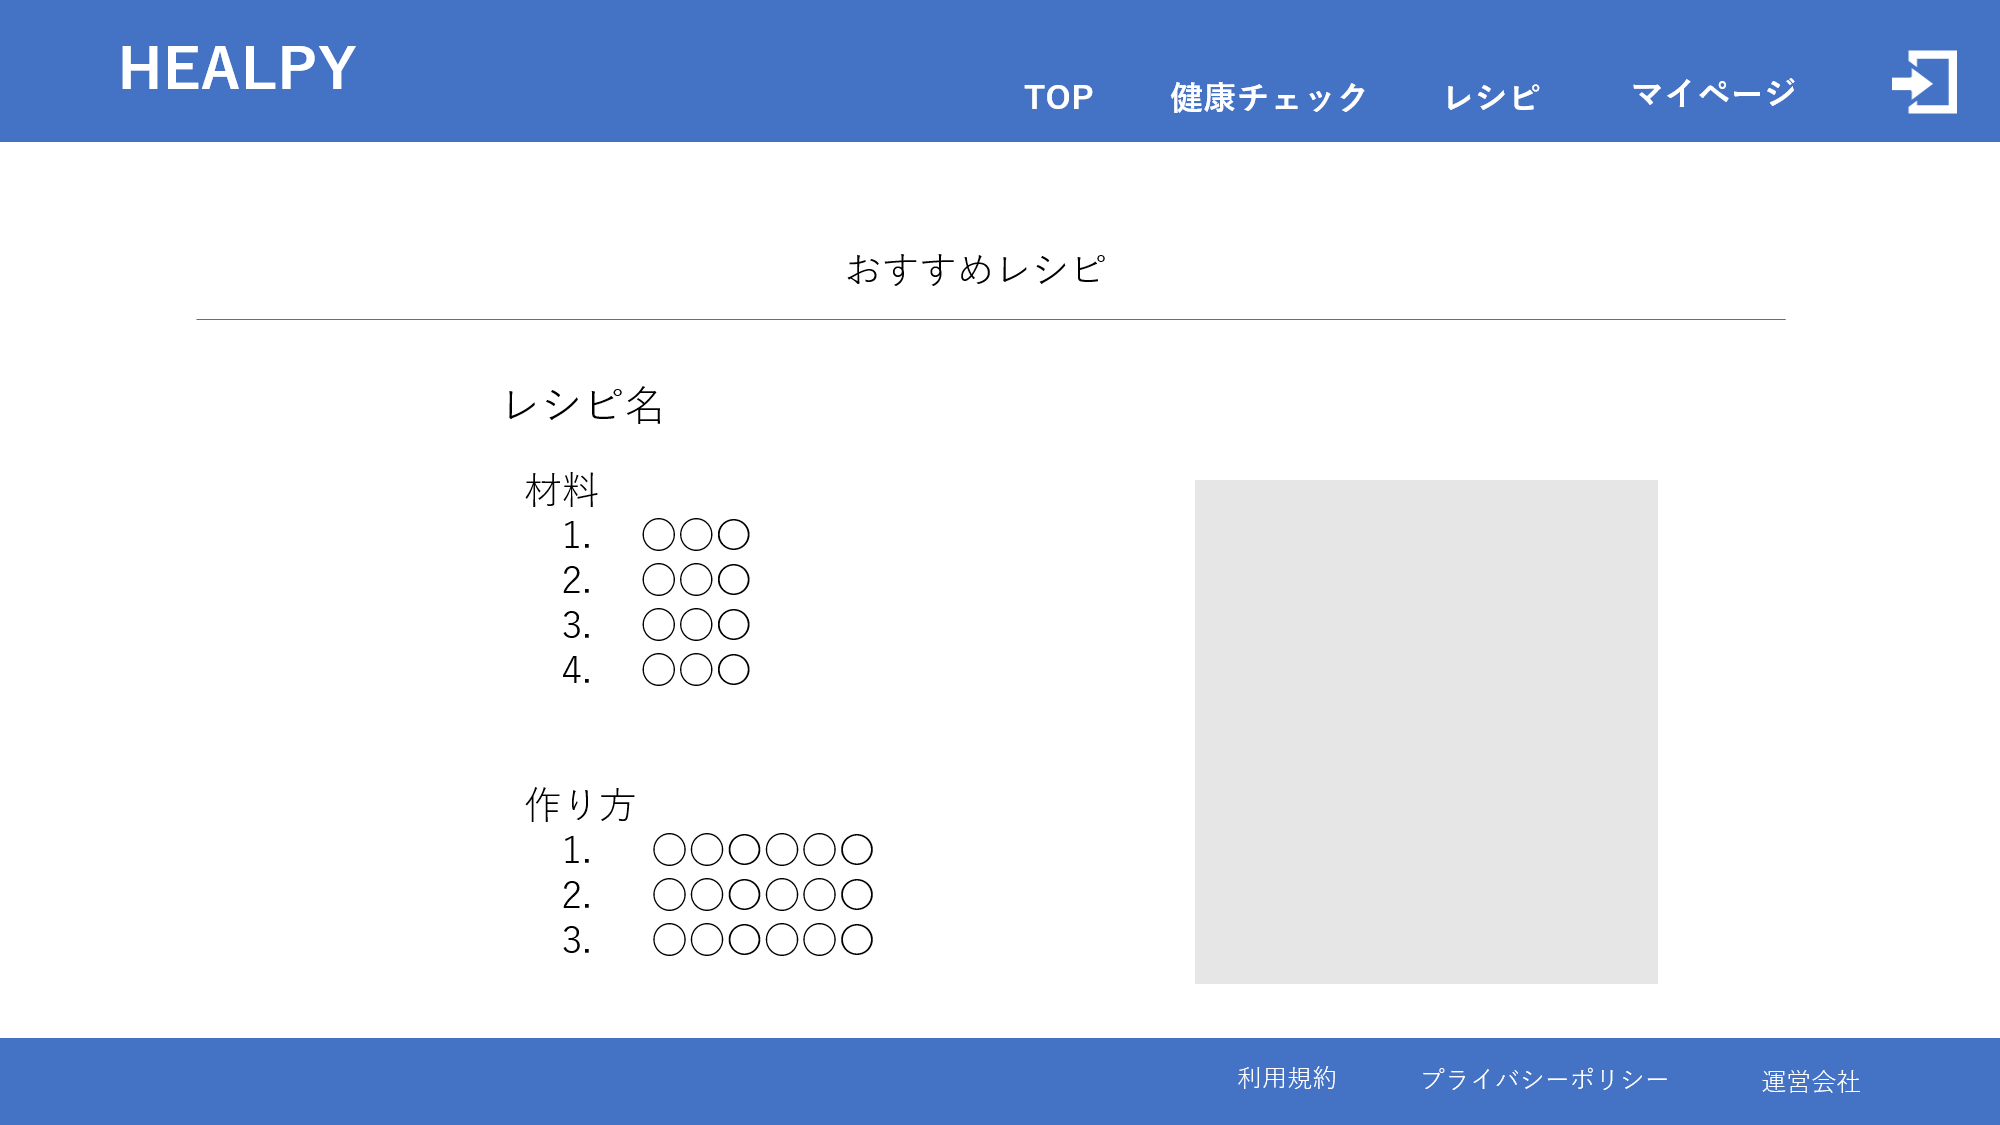 HEALPY
TOP 健康チェック レシピ マイページ
おすすめレシピ
レシピ名
材料
1. 〇〇〇
2. 〇〇〇
3. 〇〇〇
4. 〇〇〇
作り方
1. 〇〇〇〇〇〇
2. 〇〇〇〇〇〇
3. 〇〇〇〇〇〇
利用規約 プライバシーポリシー 運営会社